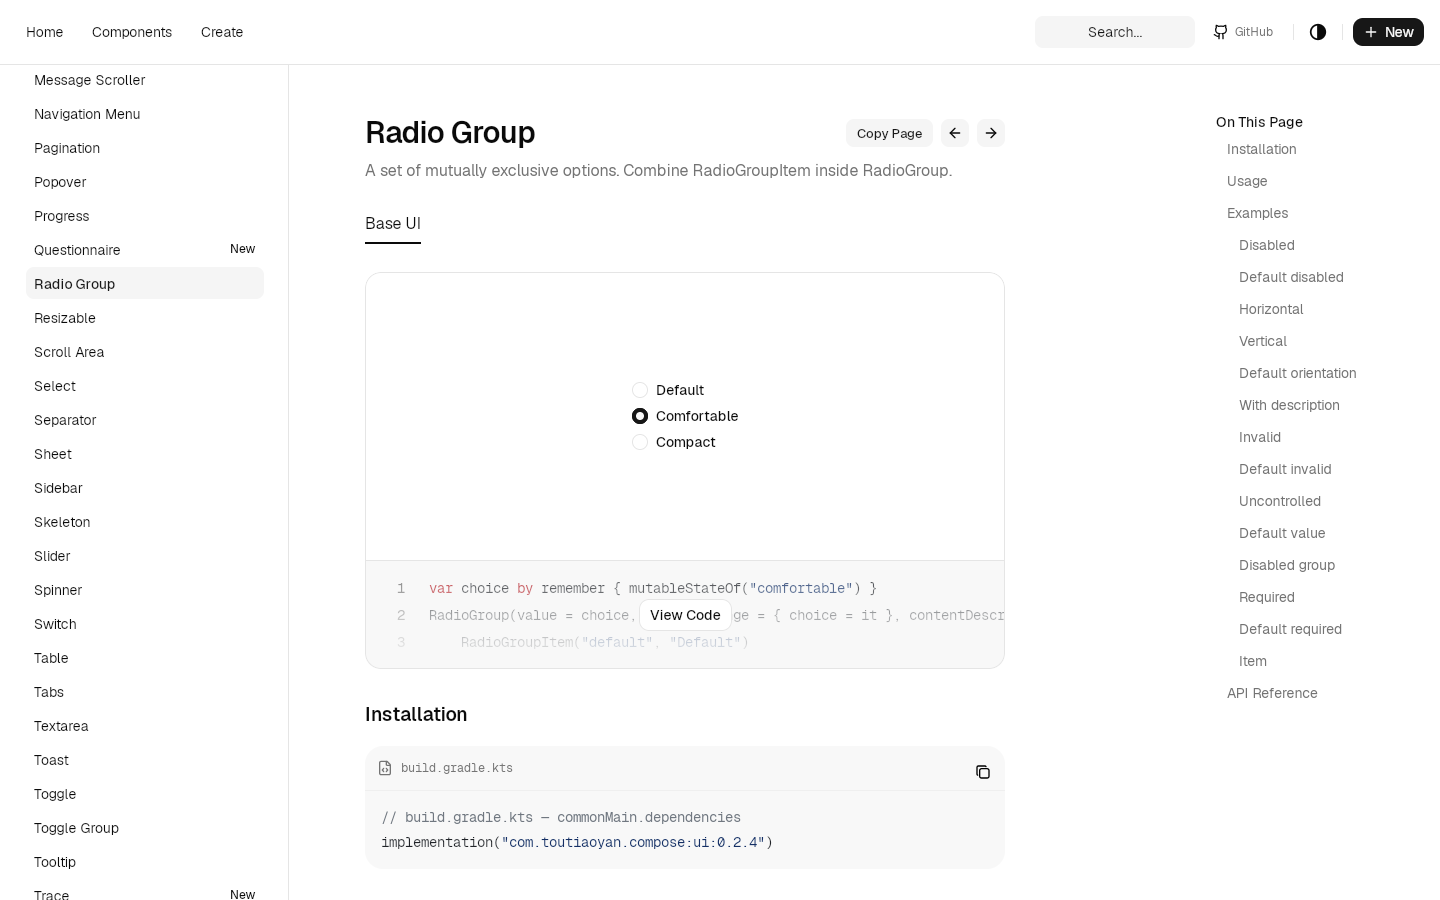 Home
Components
Create
Search...
GitHub
New
Message Scroller
Navigation Menu
Pagination
Popover
Progress
Questionnaire New
Radio Group
Resizable
Scroll Area
Select
Separator
Sheet
Sidebar
Skeleton
Slider
Spinner
Switch
Table
Tabs
Textarea
Toast
Toggle
Toggle Group
Tooltip
Trace New
Radio Group
Copy Page
A set of mutually exclusive options. Combine RadioGroupItem inside RadioGroup.
Base UI
Default
Comfortable
Compact
1 var choice by remember { mutableStateOf("comfortable") }
2 RadioGroup(value = choice, ge = { choice = it }, contentDescr
View Code
3 RadioGroupItem("default", "Default")
Installation
build.gradle.kts
// build.gradle.kts — commonMain.dependencies
implementation("com.toutiaoyan.compose:ui:0.2.4")
On This Page
Installation
Usage
Examples
Disabled
Default disabled
Horizontal
Vertical
Default orientation
With description
Invalid
Default invalid
Uncontrolled
Default value
Disabled group
Required
Default required
Item
API Reference